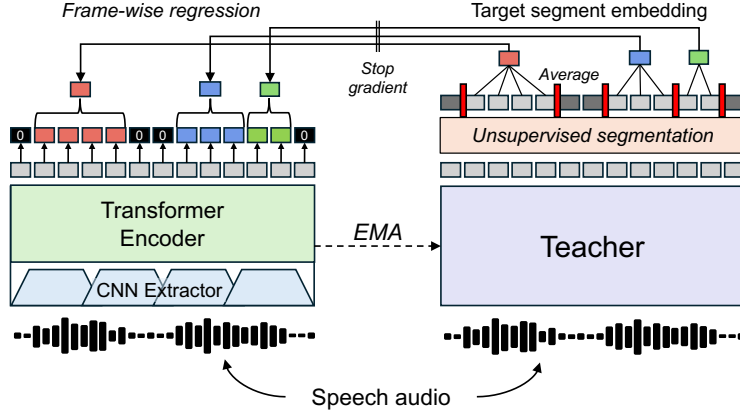 Frame-wise regression
Target segment embedding
Stop
gradient
Average
0 0 0 0
Unsupervised segmentation
Transformer
Encoder
EMA
Teacher
CNN Extractor
Speech audio